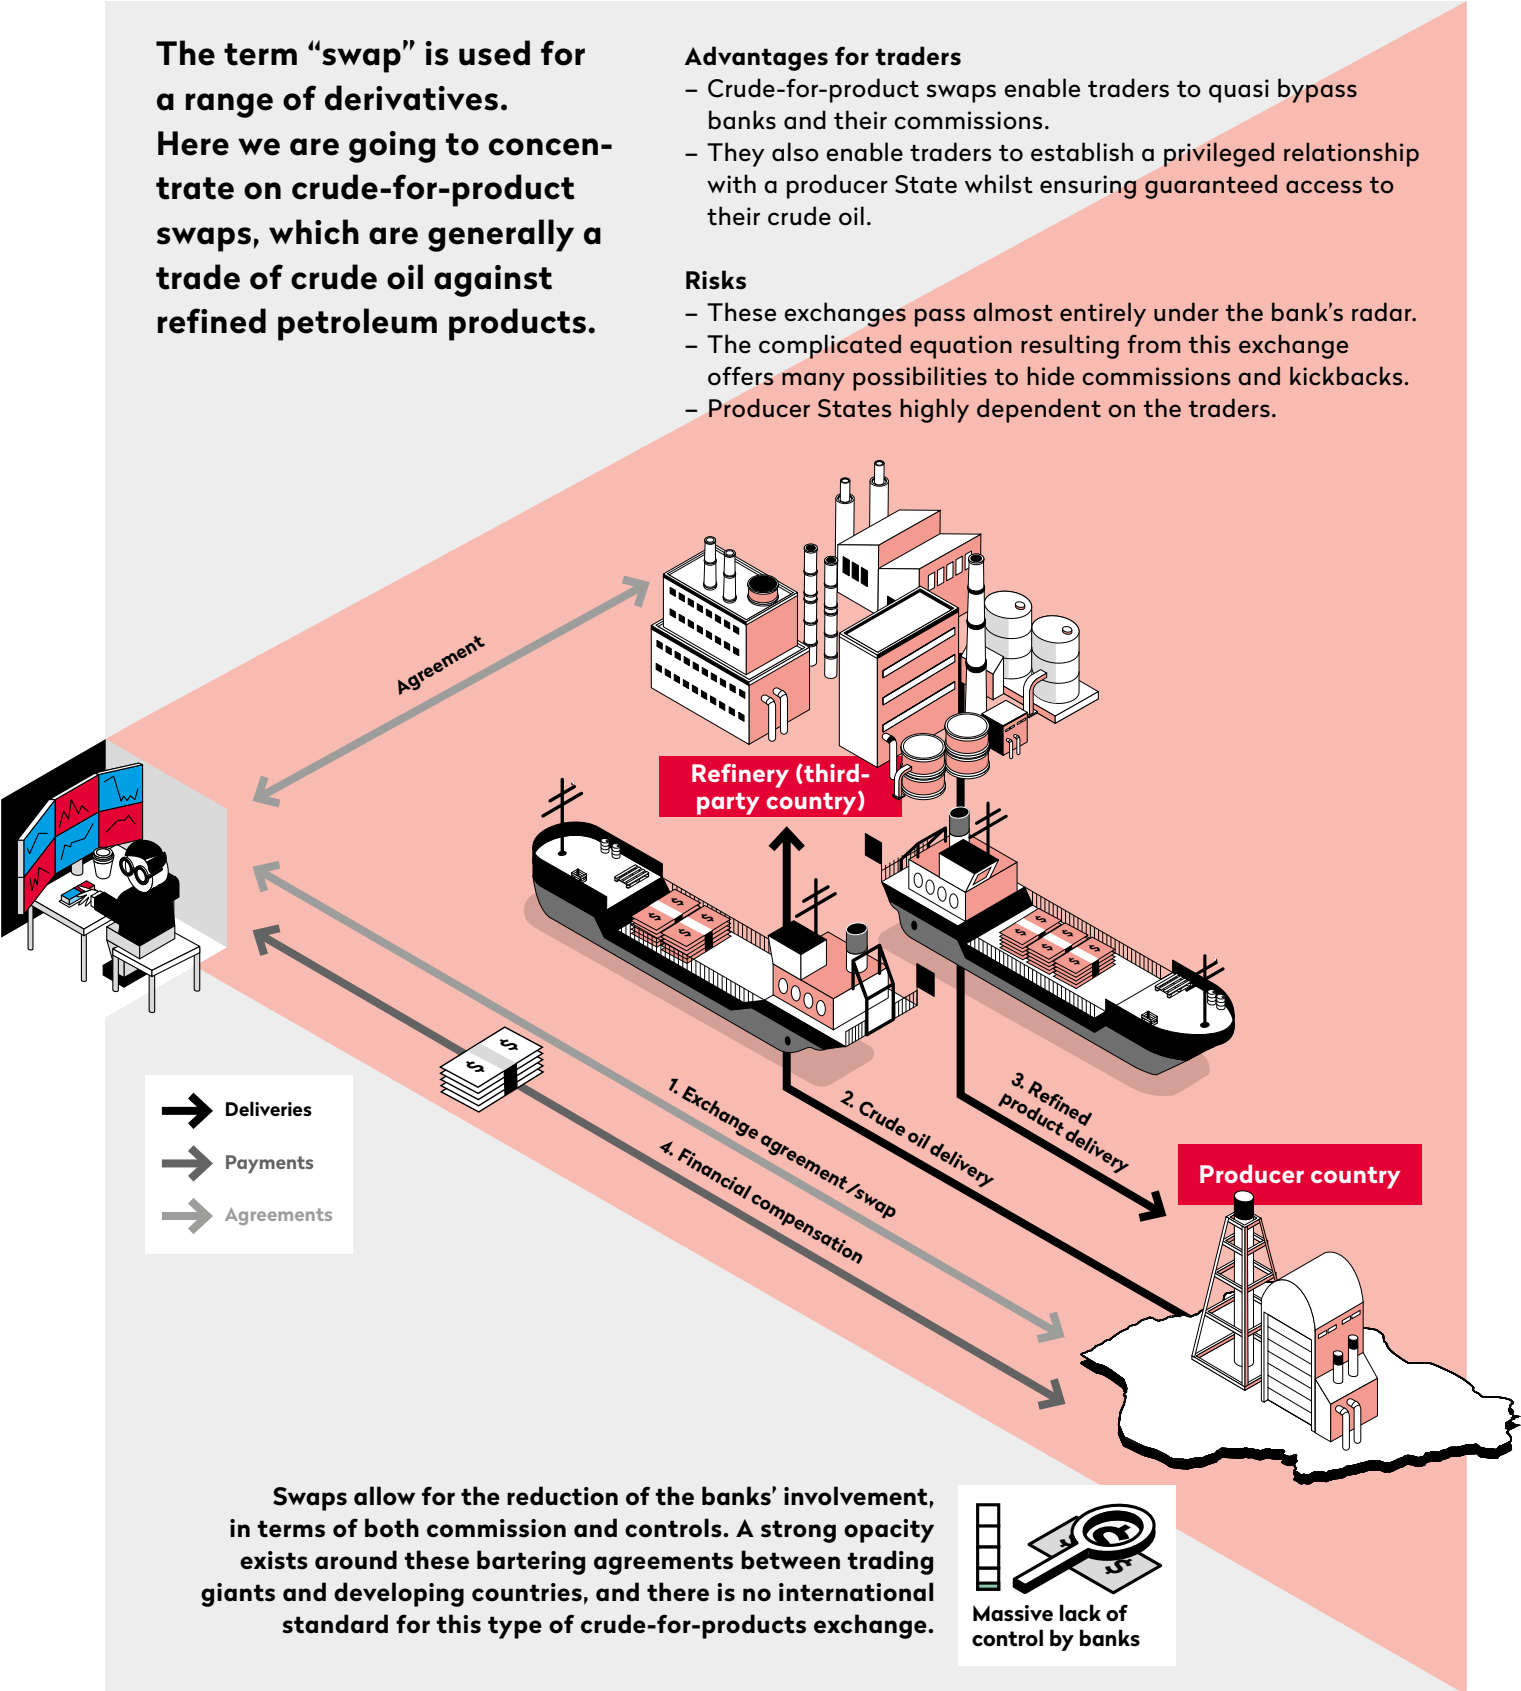 The term “swap” is used for
a range of derivatives.
Here we are going to concen-
trate on crude-for-product
swaps, which are generally a
trade of crude oil against
refined petroleum products.
Advantages for traders
– Crude-for-product swaps enable traders to quasi bypass
banks and their commissions.
– They also enable traders to establish a privileged relationship
with a producer State whilst ensuring guaranteed access to
their crude oil.
Risks
– These exchanges pass almost entirely under the bank’s radar.
– The complicated equation resulting from this exchange
offers many possibilities to hide commissions and kickbacks.
– Producer States highly dependent on the traders.
Agreement
Refinery (third-
party country)
1. Exchange agreement/swap
2. Crude oil delivery
3. Refined
product delivery
4. Financial compensation
Producer country
Deliveries
Payments
Agreements
Swaps allow for the reduction of the banks’ involvement,
in terms of both commission and controls. A strong opacity
exists around these bartering agreements between trading
giants and developing countries, and there is no international
standard for this type of crude-for-products exchange.
Massive lack of
control by banks